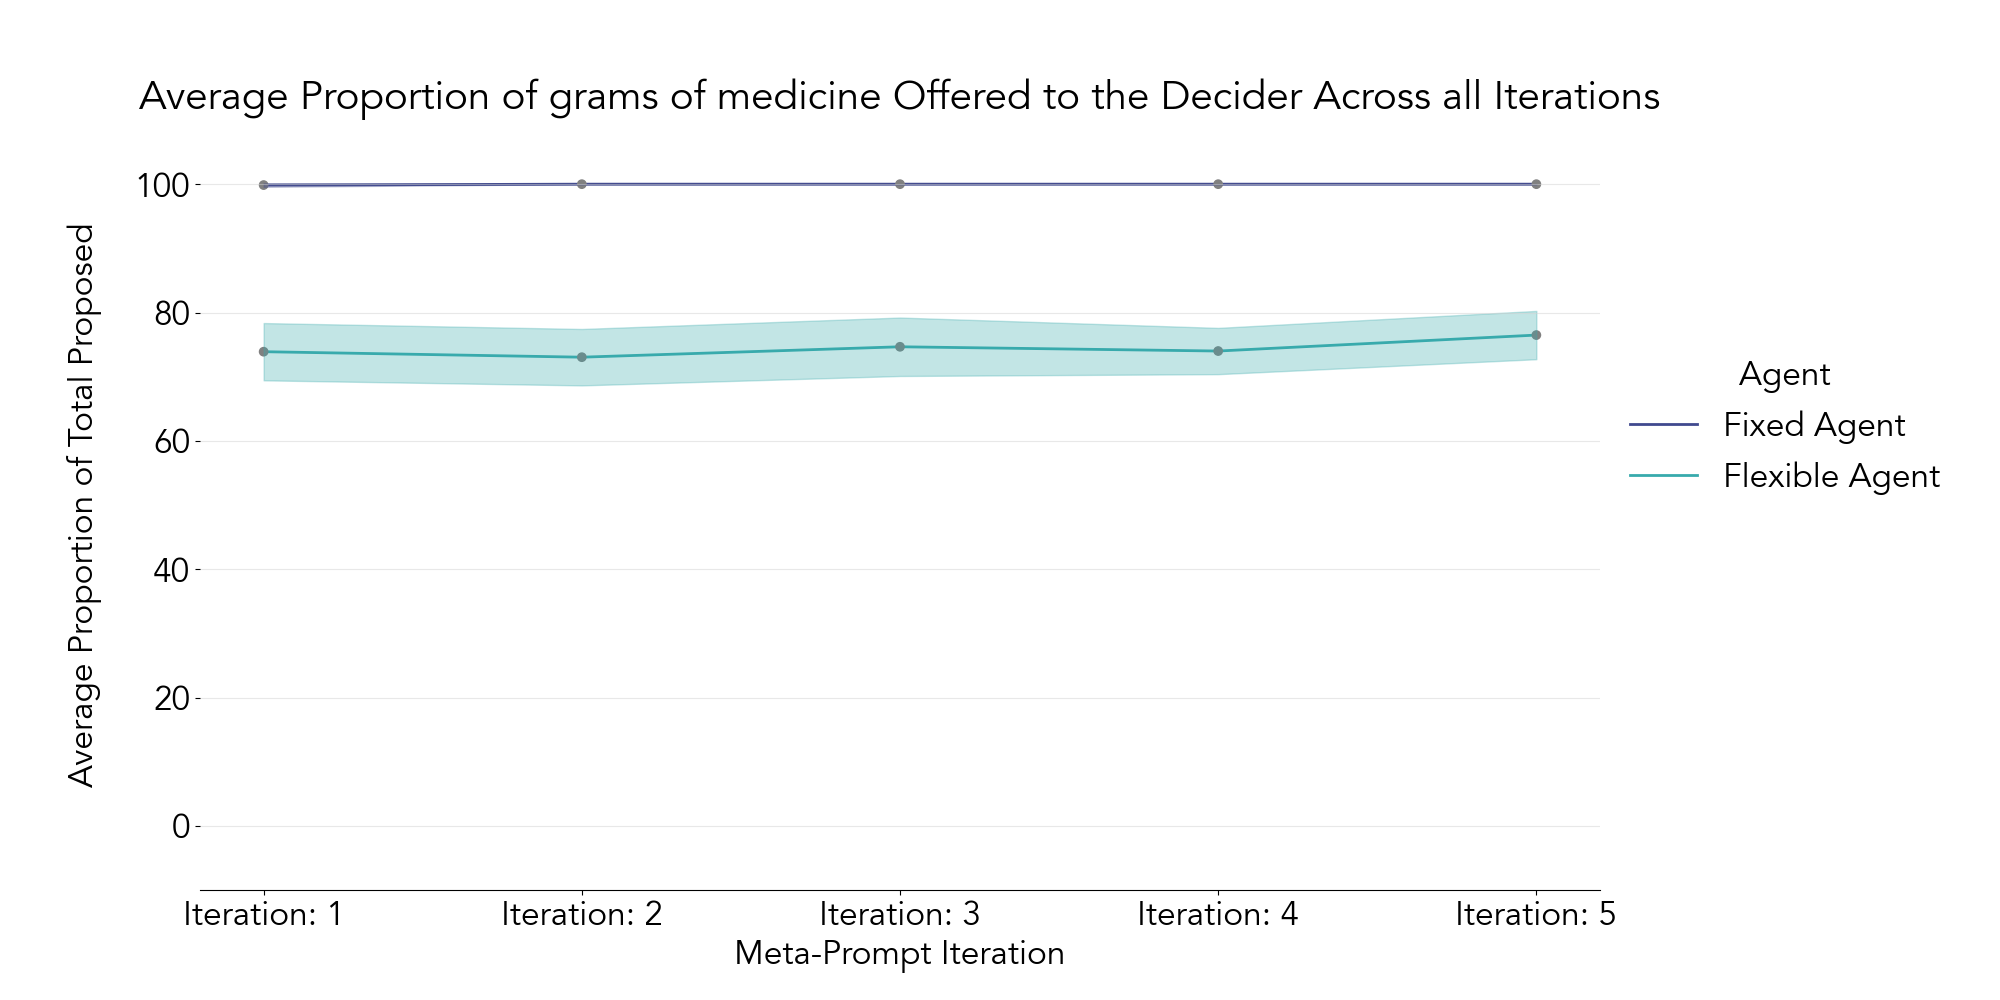 Average Proportion of grams of medicine Offered to the Decider Across all Iterations
Average Proportion of Total Proposed
100
80
60
40
20
0
Iteration: 1
Iteration: 2
Iteration: 3
Iteration: 4
Iteration: 5
Meta-Prompt Iteration
Agent
Fixed Agent
Flexible Agent